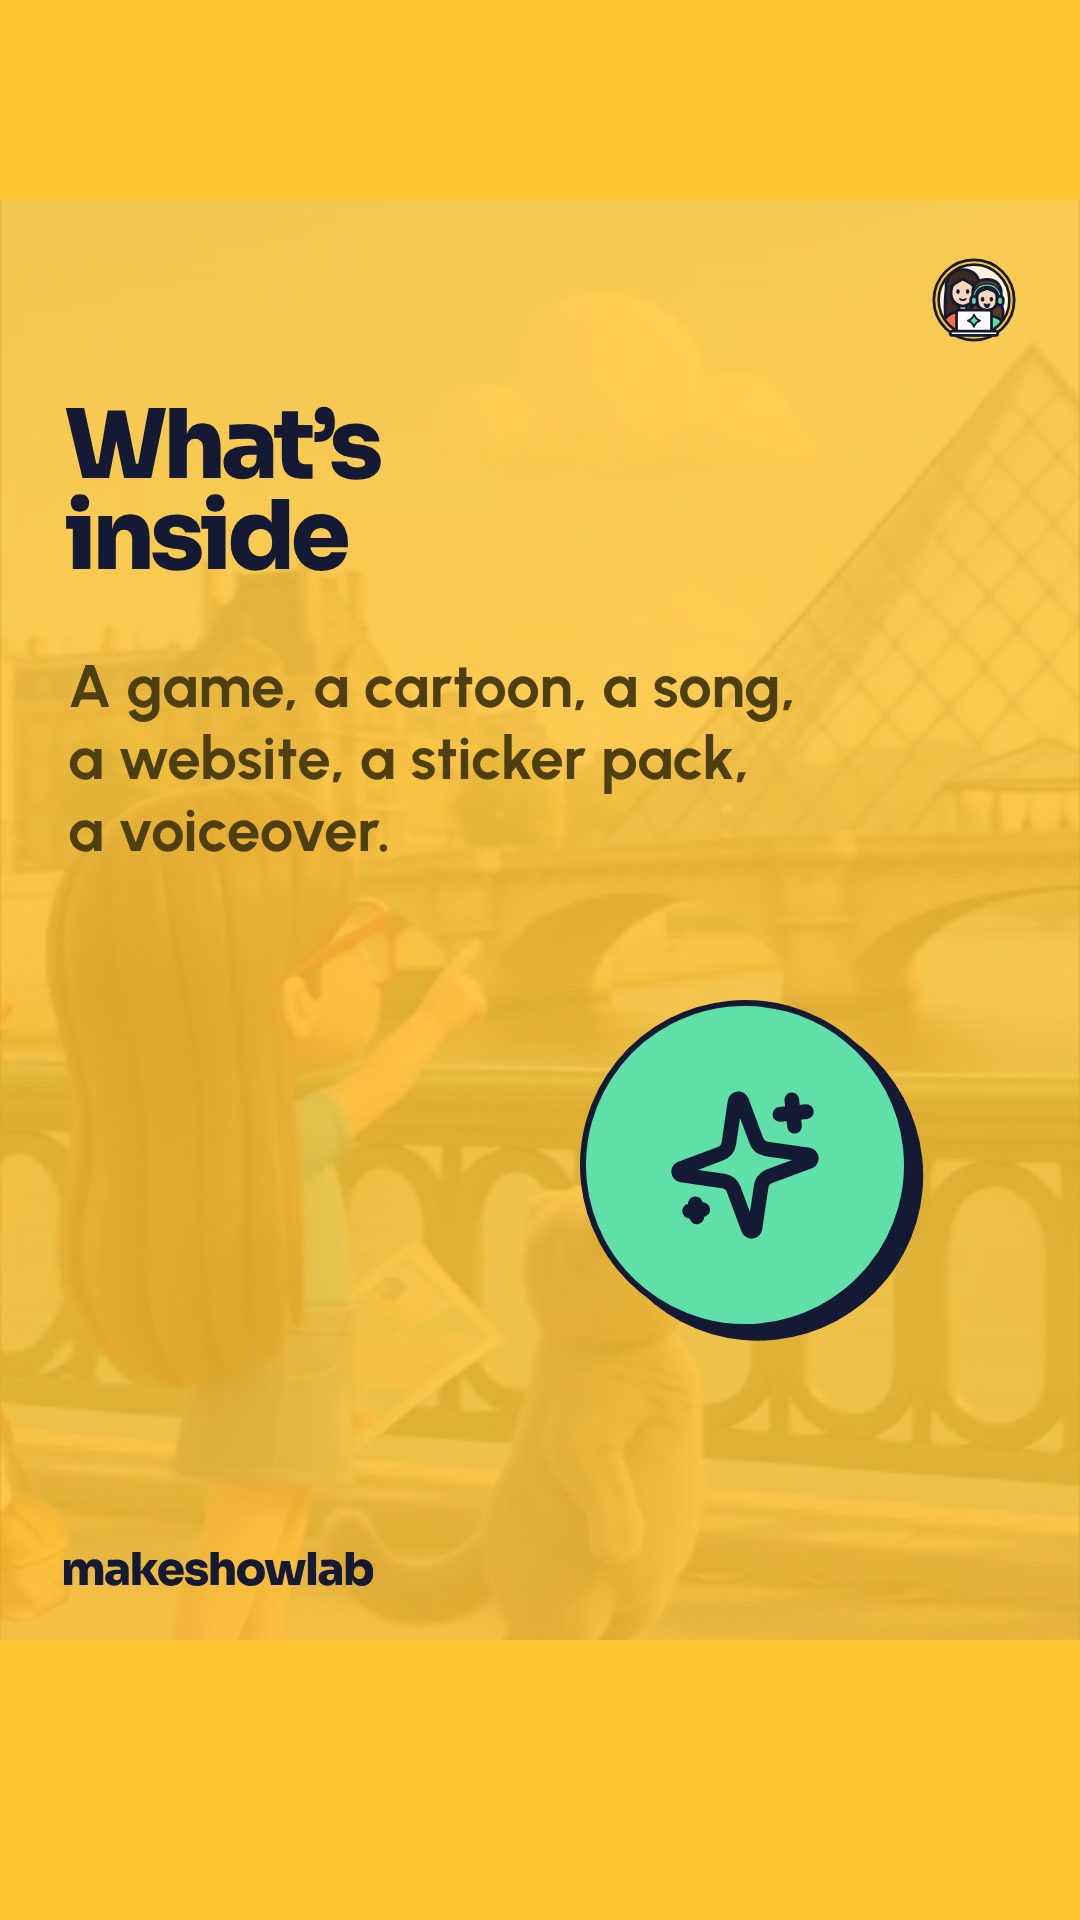 What’s
inside
A game, a cartoon, a song,
a website, a sticker pack,
a voiceover.
makeshowlab